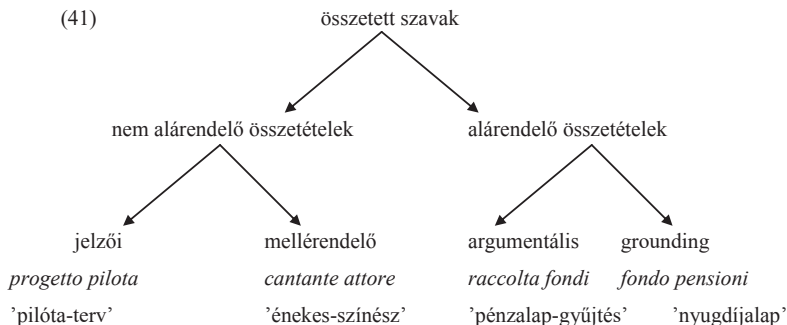 (41) összetett szavak
nem alárendelő összetételek alárendelő összetételek
jelzői mellérendelő argumentális grounding
progetto pilota cantante attore raccolta fondi fondo pensioni
’pilóta-terv’ ’énekes-színész’ ’pénzalap-gyűjtés’ ’nyugdíjalap’